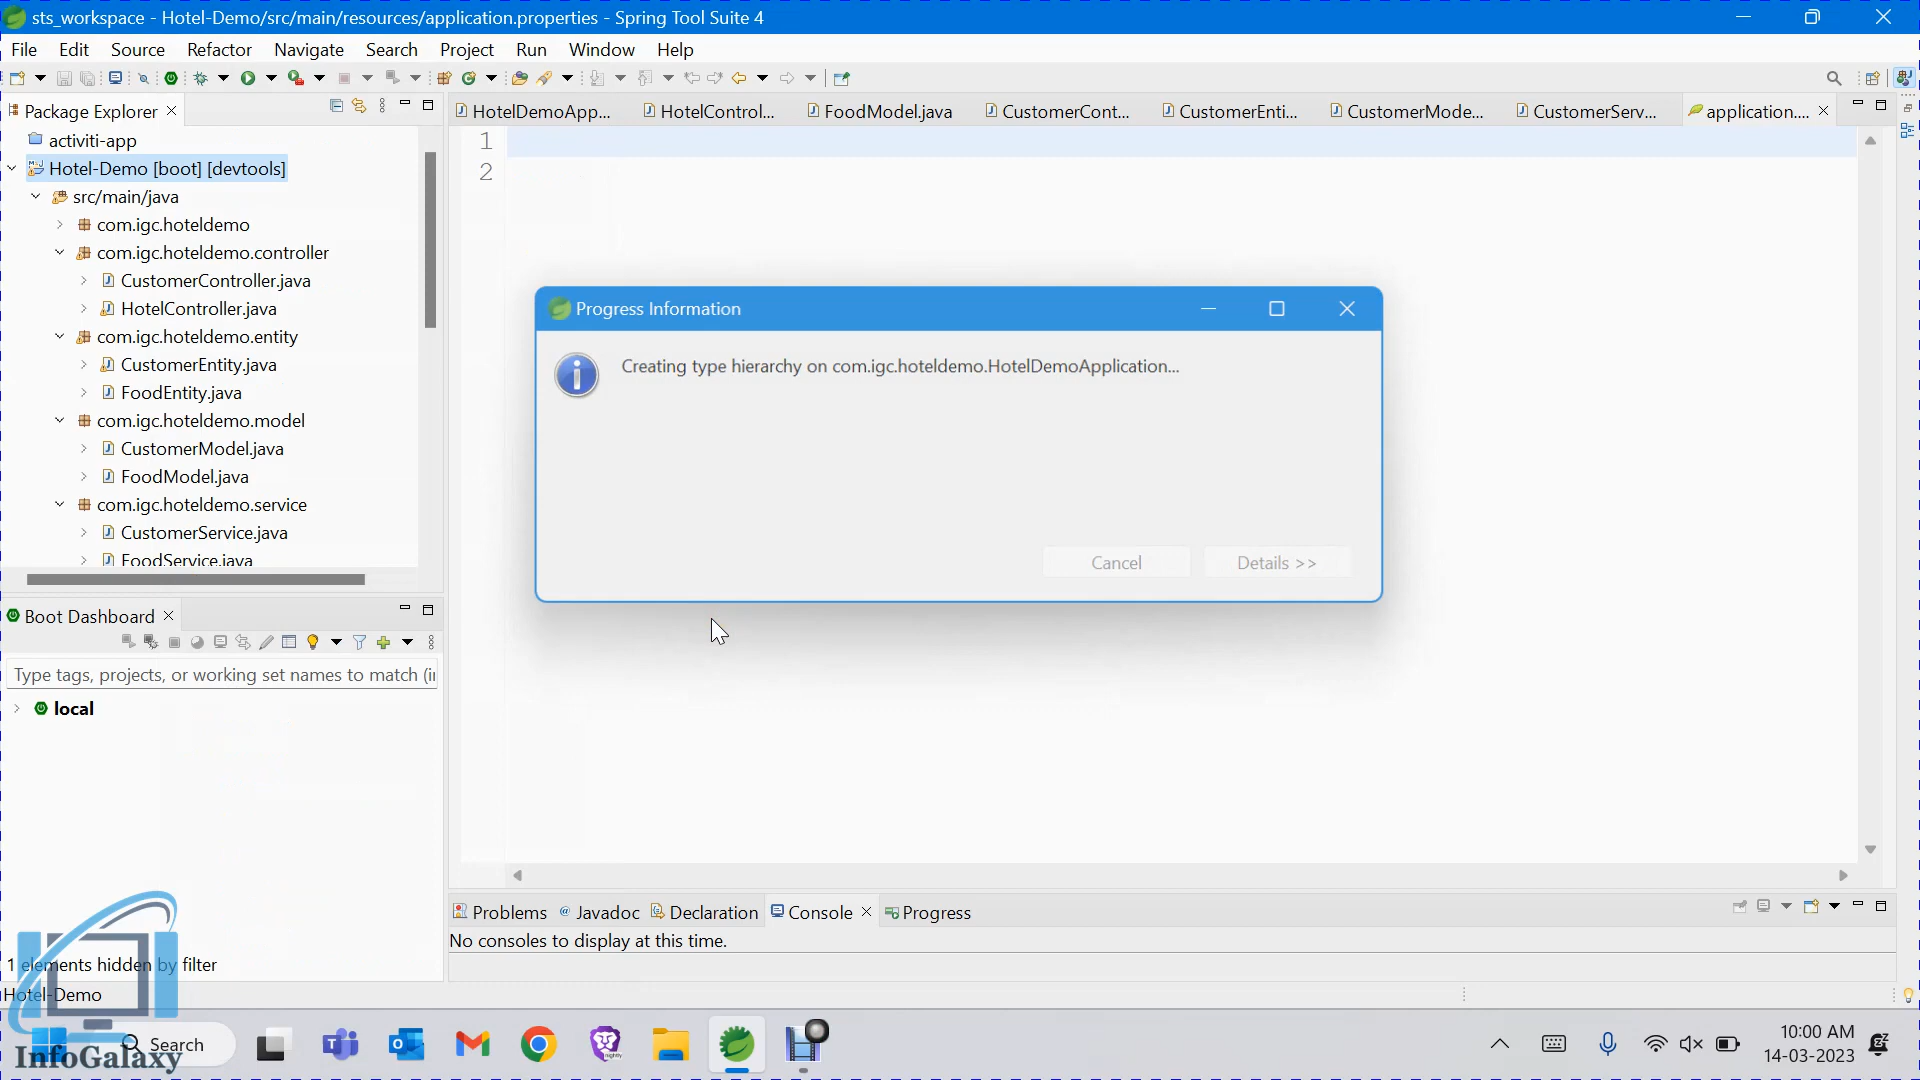 sts_workspace - Hotel-Demo/src/main/resources/application.properties - Spring Tool Suite 4
File Edit Source Refactor Navigate Search Project Run Window Help
Package Explorer
activiti-app
Hotel-Demo [boot] [devtools]
src/main/java
com.igc.hoteldemo
com.igc.hoteldemo.controller
CustomerController.java
HotelController.java
com.igc.hoteldemo.entity
CustomerEntity.java
FoodEntity.java
com.igc.hoteldemo.model
CustomerModel.java
FoodModel.java
com.igc.hoteldemo.service
CustomerService.java
FoodService.java
HotelDemoApp... HotelControl... FoodModel.java CustomerCont... CustomerEnti... CustomerMode... CustomerServ... application....
1
2
Progress Information
Creating type hierarchy on com.igc.hoteldemo.HotelDemoApplication...
Cancel Details >>
Boot Dashboard
Type tags, projects, or working set names to match (i
local
1 elements hidden by filter
Problems Javadoc Declaration Console Progress
No consoles to display at this time.
Hotel-Demo
Search
InfoGalaxy
10:00 AM
14-03-2023